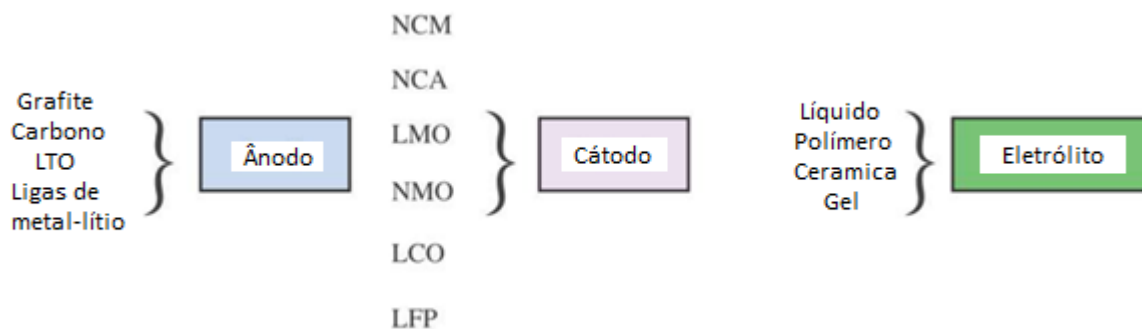 Grafite
Carbono
LTO
Ligas de
metal-lítio
Ânodo
NCM
NCA
LMO
NMO
LCO
LFP
Cátodo
Líquido
Polímero
Ceramica
Gel
Eletrólito